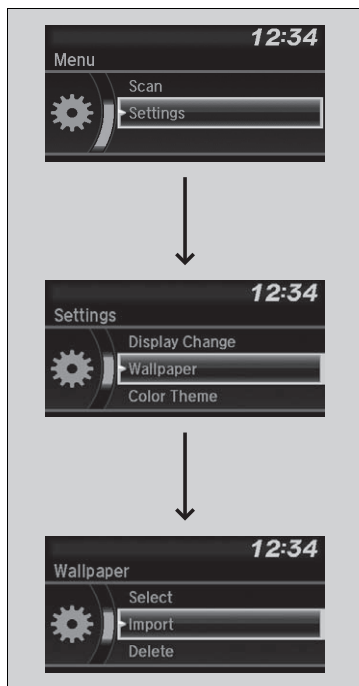 12:34
Menu
Scan
Settings
12:34
Settings
Display Change
Wallpaper
Color Theme
12:34
Wallpaper
Select
Import
Delete